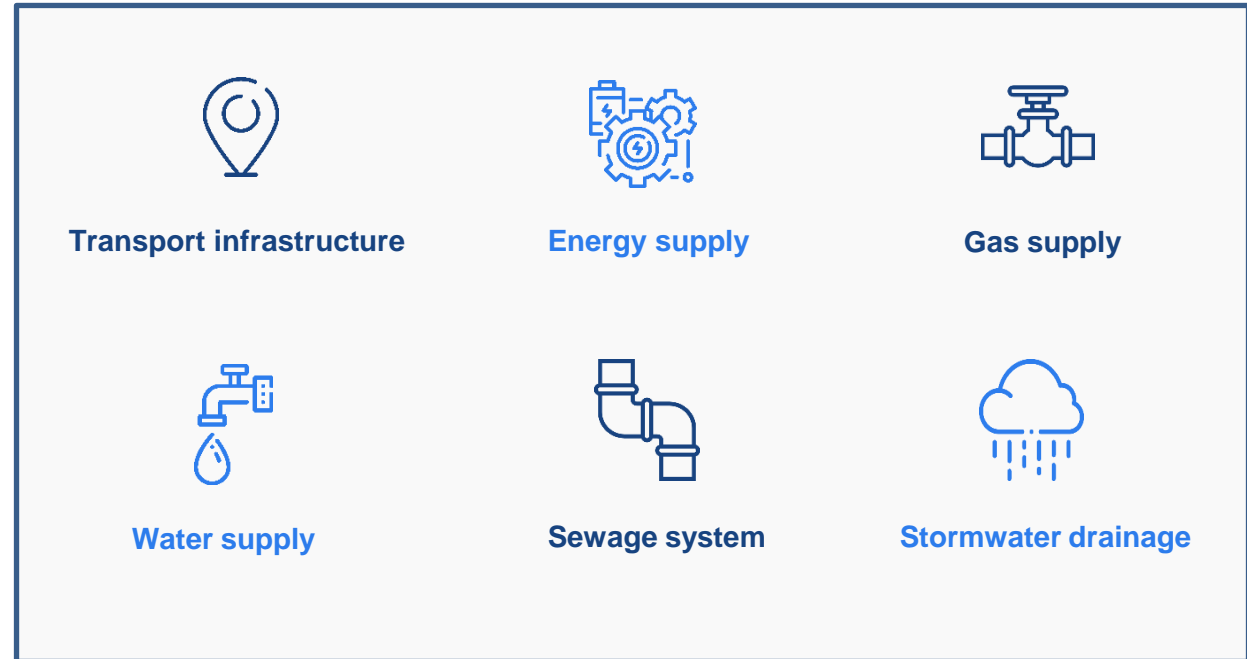 Transport infrastructure
Energy supply
Gas supply
Water supply
Sewage system
Stormwater drainage